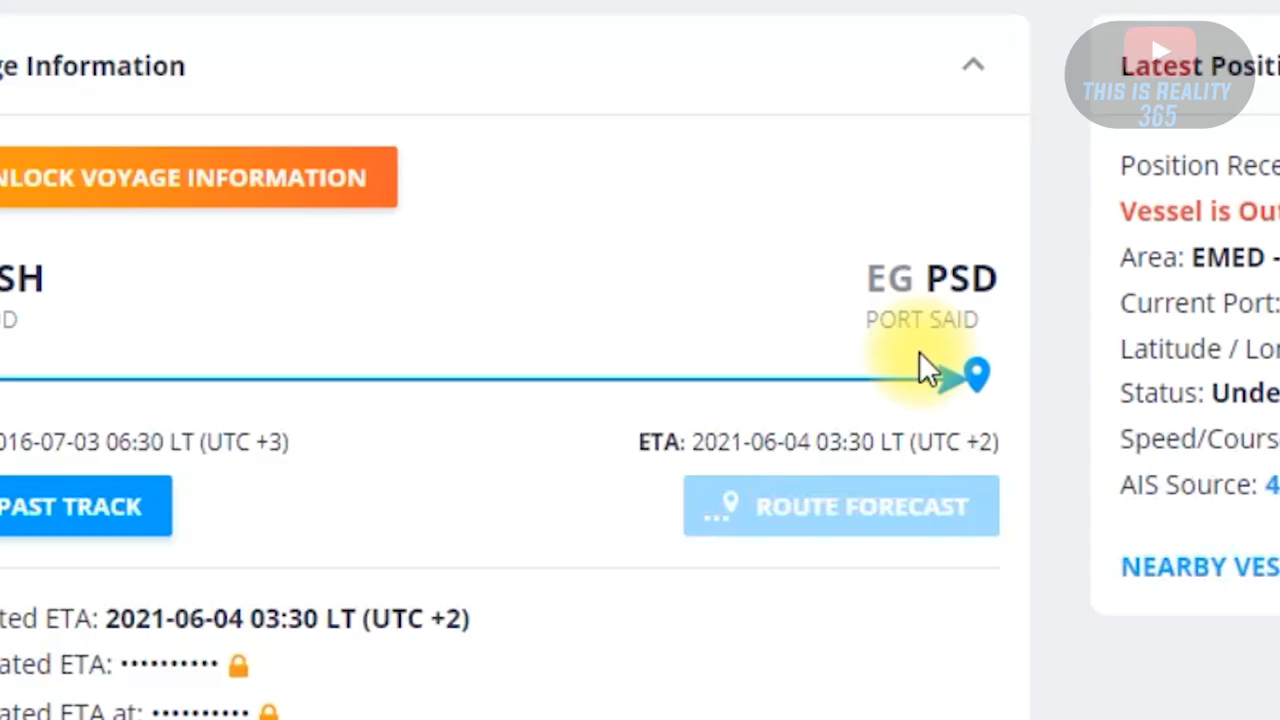 ge Information
NLOCK VOYAGE INFORMATION
SH
EG PSD
OD
PORT SAID
016-07-03 06:30 LT (UTC +3)
ETA: 2021-06-04 03:30 LT (UTC +2)
PAST TRACK
ROUTE FORECAST
ted ETA: 2021-06-04 03:30 LT (UTC +2)
ated ETA: ••••••••••
ated ETA at: ••••••••••
Latest Positi
THIS IS REALITY
365
Position Rece
Vessel is Out
Area: EMED -
Current Port:
Latitude / Lon
Status: Unde
Speed/Cours
AIS Source: 4
NEARBY VES